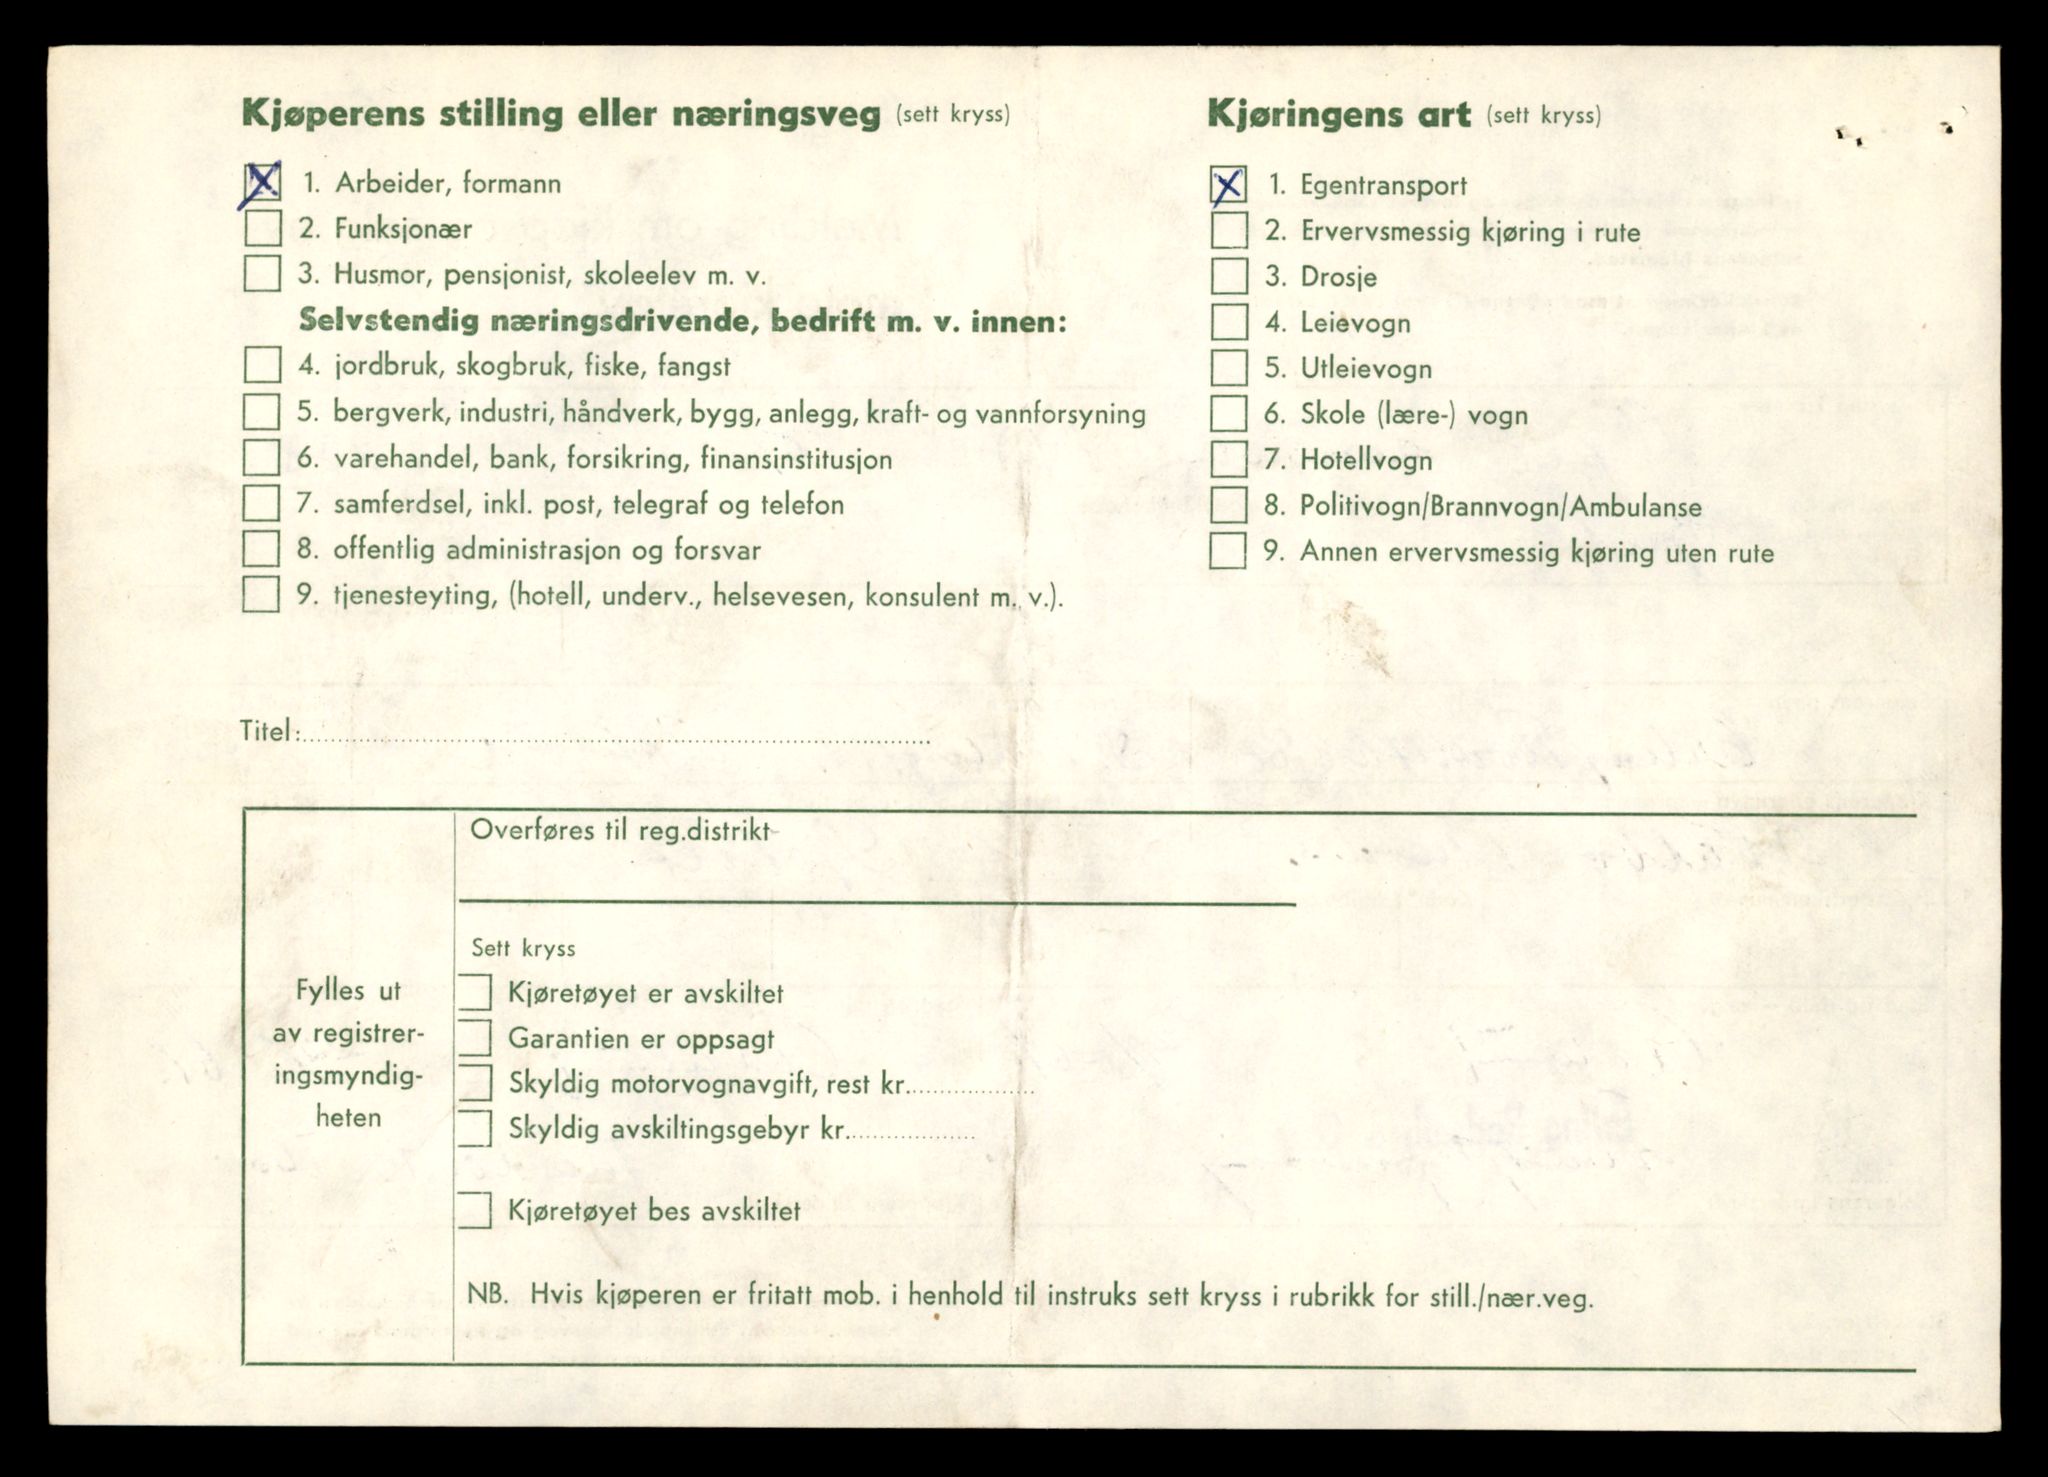 Kjøperens stilling eller næringsveg (sett kryss)
X 1. Arbeider, formann
2. Funksjonær
3. Husmor, pensjonist, skoleelev m. v.
Selvstendig næringsdrivende, bedrift m. v. innen:
4. jordbruk, skogbruk, fiske, fangst
5. bergverk, industri, håndverk, bygg, anlegg, kraft- og vannforsyning
6. varehandel, bank, forsikring, finansinstitusjon
7. samferdsel, inkl. post, telegraf og telefon
8. offentlig administrasjon og forsvar
9. tjenesteyting, (hotell, underv., helsevesen, konsulent m. v.).
Kjøringens art (sett kryss)
X 1. Egentransport
2. Ervervsmessig kjøring i rute
3. Drosje
4. Leievogn
5. Utleievogn
6. Skole (lære-) vogn
7. Hotellvogn
8. Politivogn/Brannvogn/Ambulanse
9. Annen ervervsmessig kjøring uten rute
Titel:
Fylles ut
av registrer-
ingsmyndig-
heten
Overføres til reg.distrikt
Sett kryss
Kjøretøyet er avskiltet
Garantien er oppsagt
Skyldig motorvognavgift, rest kr.
Skyldig avskiltingsgebyr kr.
Kjøretøyet bes avskiltet
NB. Hvis kjøperen er fritatt mob. i henhold til instruks sett kryss i rubrikk for still./nær.veg.